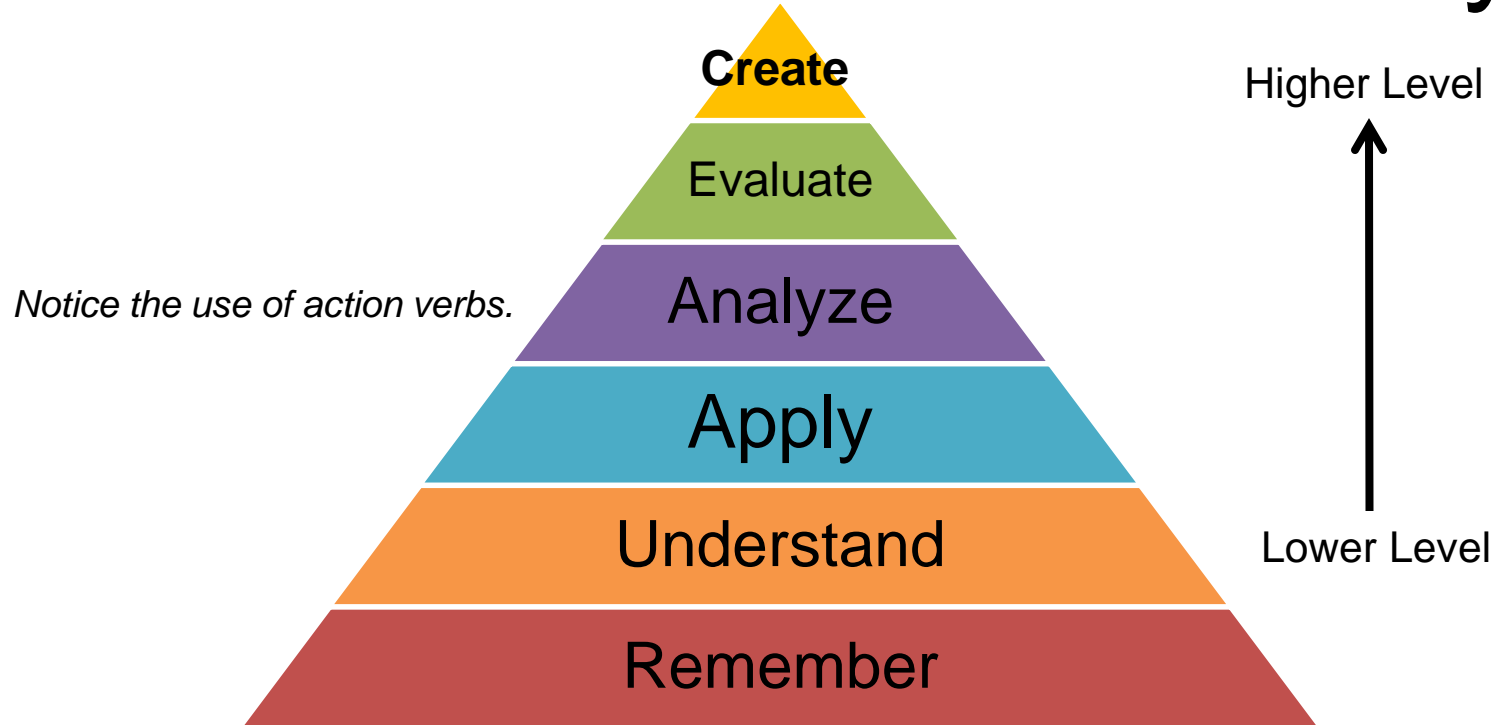 Create
Higher Level
Evaluate
Notice the use of action verbs.
Analyze
Apply
Understand
Lower Level
Remember